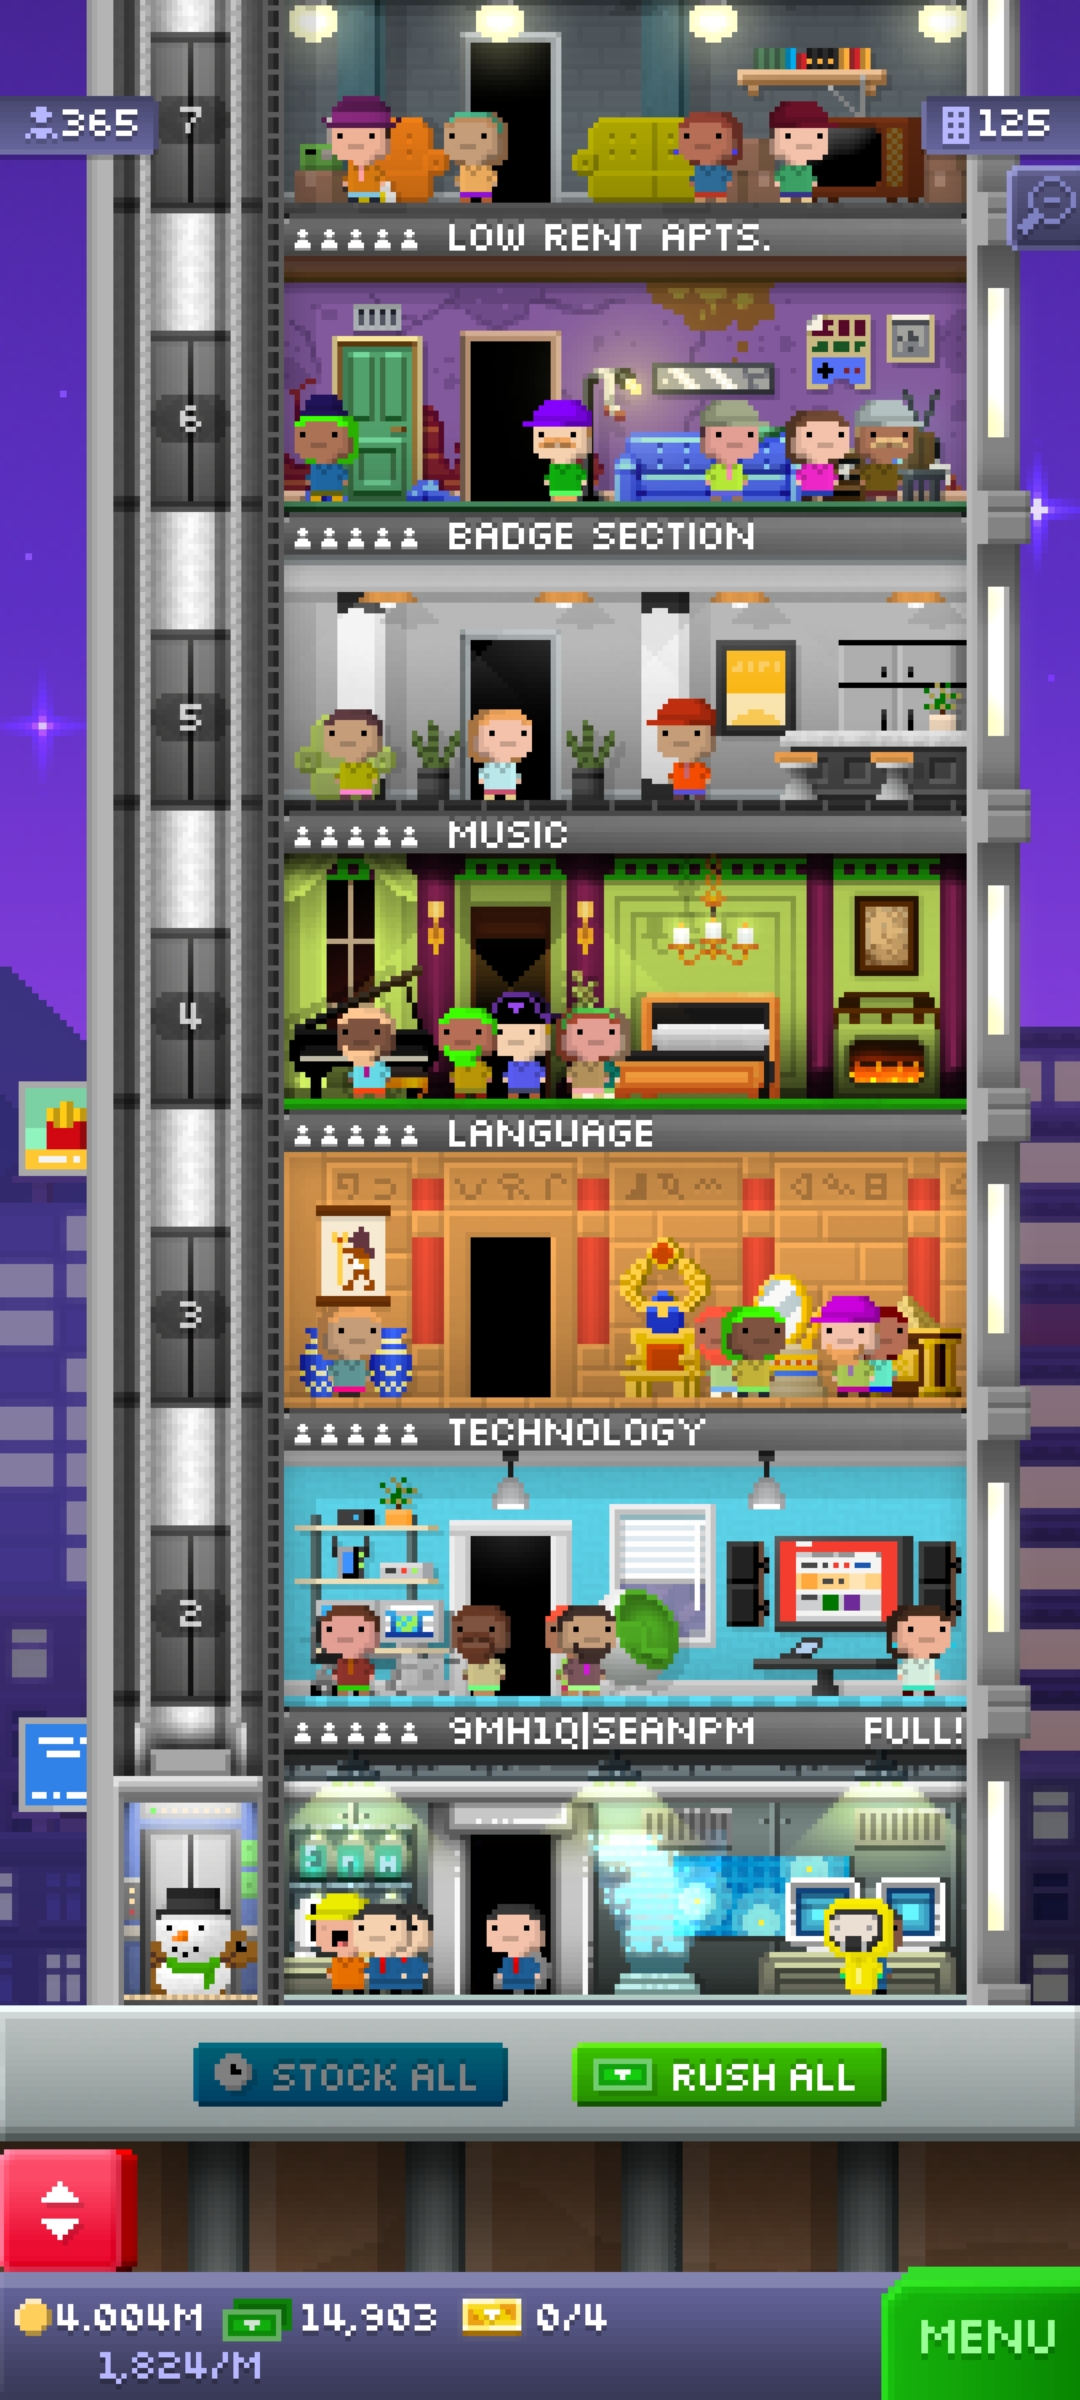 365
7
125
LOW RENT APTS.
6
BADGE SECTION
5
MUSIC
4
LANGUAGE
3
TECHNOLOGY
2
9MH1Q|SEANPM FULL!
STOCK ALL
RUSH ALL
4.004M
14,903
0/4
1,824/M
MENU